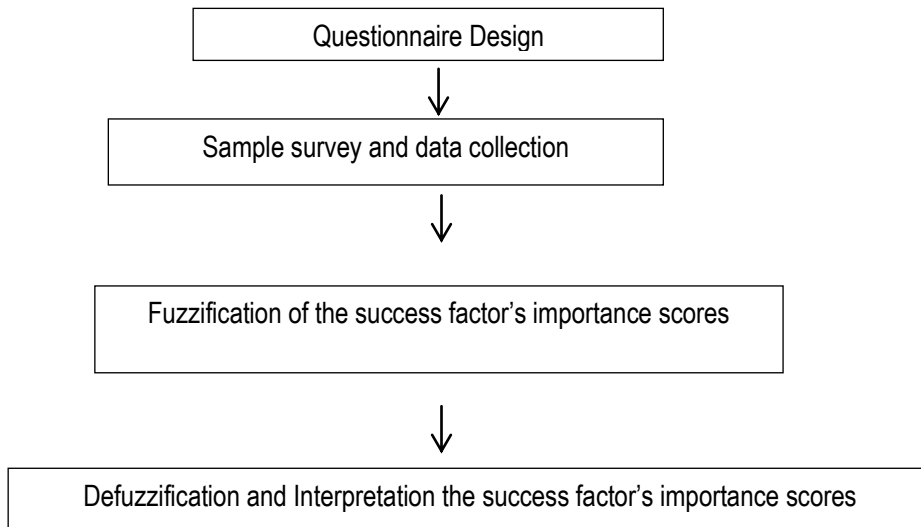 Questionnaire Design
Sample survey and data collection
Fuzzification of the success factor’s importance scores
Defuzzification and Interpretation the success factor’s importance scores